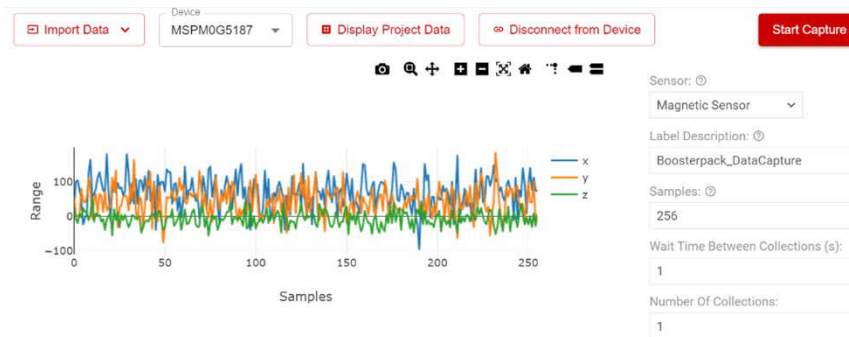 Import Data
Device
MSPM0G5187
Display Project Data
Disconnect from Device
Start Capture
Sensor:
Magnetic Sensor
Label Description:
Boosterpack_DataCapture
Samples:
256
Wait Time Between Collections (s):
1
Number Of Collections:
1
x
y
z
Range
100
0
−100
0
50
100
150
200
250
Samples